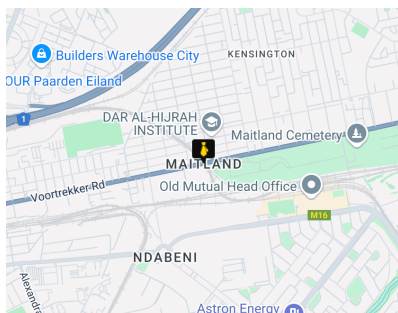 KENSINGTON
Builders Warehouse City
OUR Paarden Eiland
1
DAR AL-HIJRAH
INSTITUTE
Maitland Cemetery
MAITLAND
Voortrekker Rd
Old Mutual Head Office
M16
NDABENI
Alexandra
Astron Energy